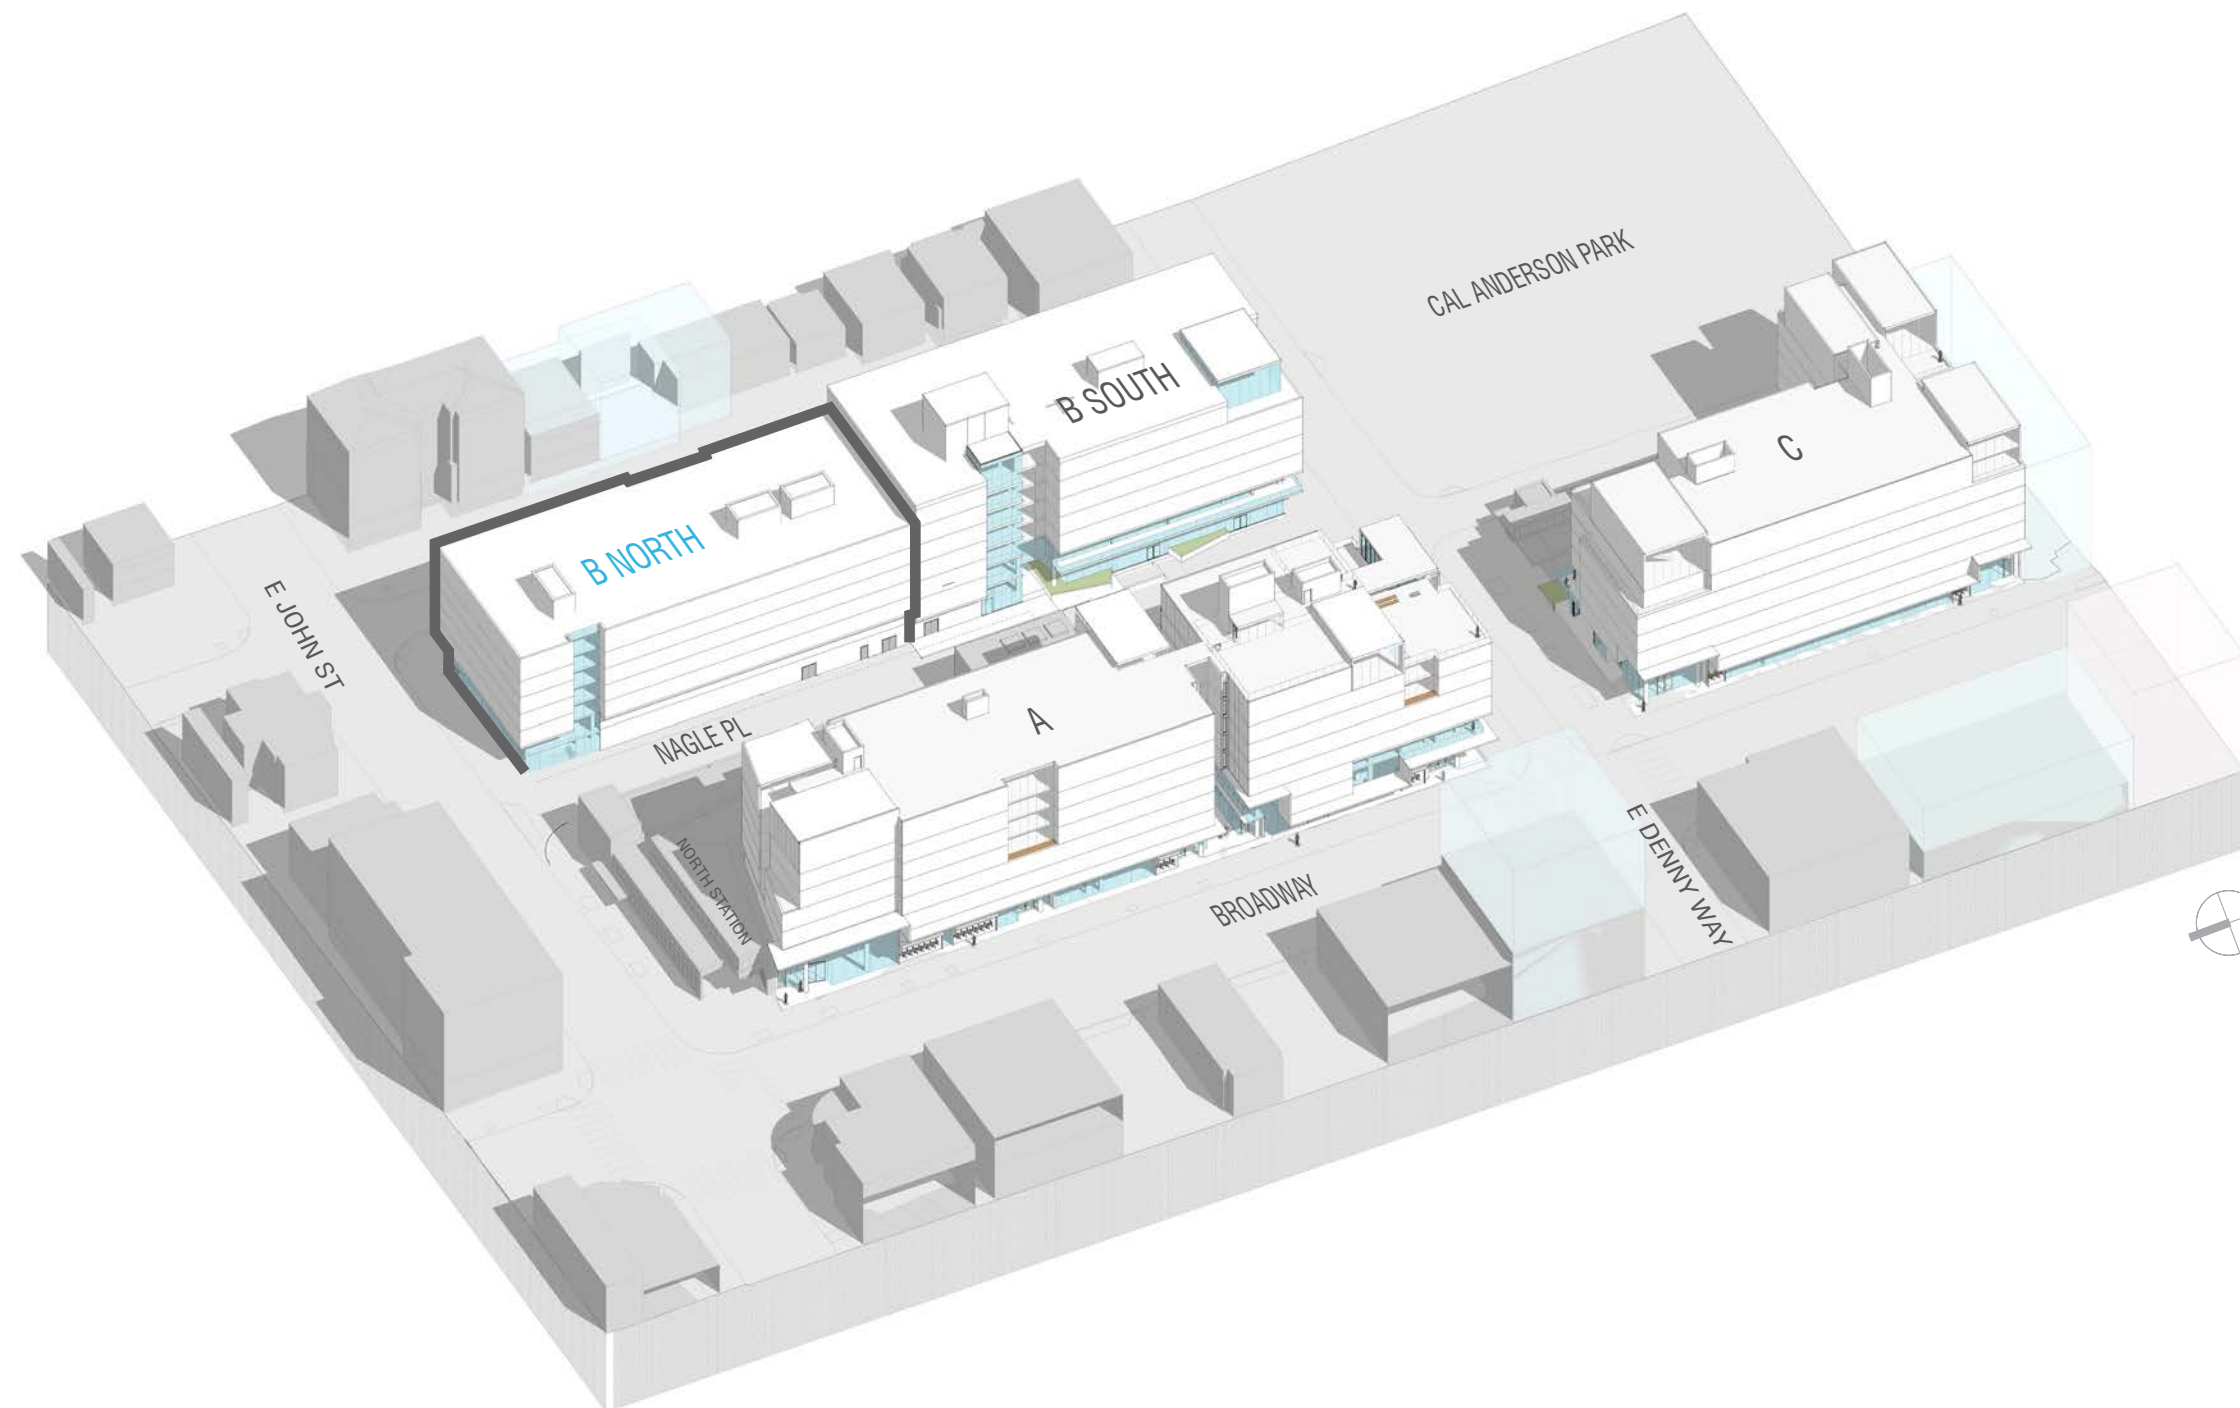 CAL ANDERSON PARK
B SOUTH
C
B NORTH
E JOHN ST
A
NAGLE PL
NORTH STATION
BROADWAY
E DENNY WAY